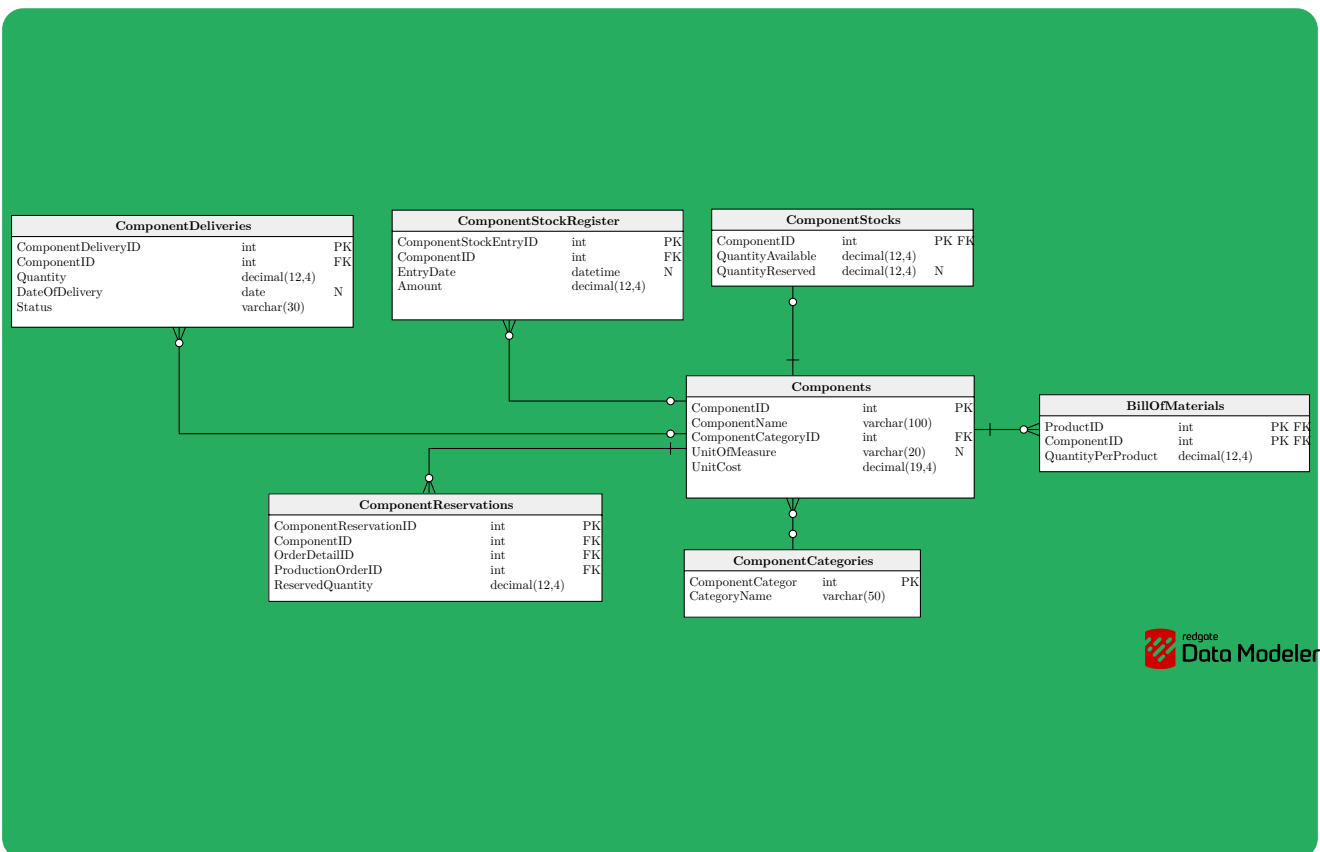 ComponentDeliveries
ComponentDeliveryID int PK
ComponentID int FK
Quantity decimal(12,4)
DateOfDelivery date N
Status varchar(30)
ComponentStockRegister
ComponentStockEntryID int PK
ComponentID int FK
EntryDate datetime N
Amount decimal(12,4)
ComponentStocks
ComponentID int PK FK
QuantityAvailable decimal(12,4)
QuantityReserved decimal(12,4) N
Components
ComponentID int PK
ComponentName varchar(100)
ComponentCategoryID int FK
UnitOfMeasure varchar(20) N
UnitCost decimal(19,4)
BillOfMaterials
ProductID int PK FK
ComponentID int PK FK
QuantityPerProduct decimal(12,4)
ComponentReservations
ComponentReservationID int PK
ComponentID int FK
OrderDetailID int FK
ProductionOrderID int FK
ReservedQuantity decimal(12,4)
ComponentCategories
ComponentCategor int PK
CategoryName varchar(50)
redgate
Data Modeler